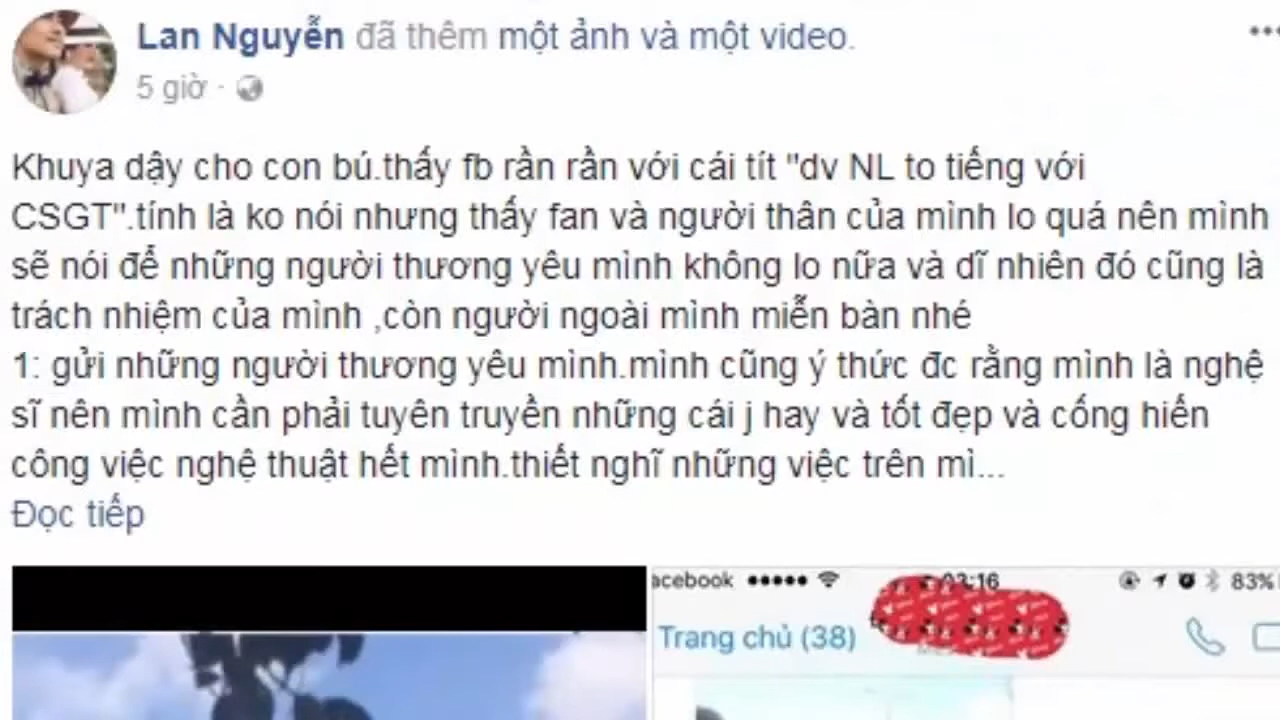 Lan Nguyễn đã thêm một ảnh và một video.
5 giờ ·
Khuya dậy cho con bú.thấy fb rần rần với cái tít "dv NL to tiếng với
CSGT".tính là ko nói nhưng thấy fan và người thân của mình lo quá nên mình
sẽ nói để những người thương yêu mình không lo nữa và dĩ nhiên đó cũng là
trách nhiệm của mình ,còn người ngoài mình miễn bàn nhé
1: gửi những người thương yêu mình.mình cũng ý thức đc rằng mình là nghệ
sĩ nên mình cần phải tuyên truyền những cái j hay và tốt đẹp và cống hiến
công việc nghệ thuật hết mình.thiết nghĩ những việc trên mì...
Đọc tiếp
acebook 03:16 83%
Trang chủ (38)